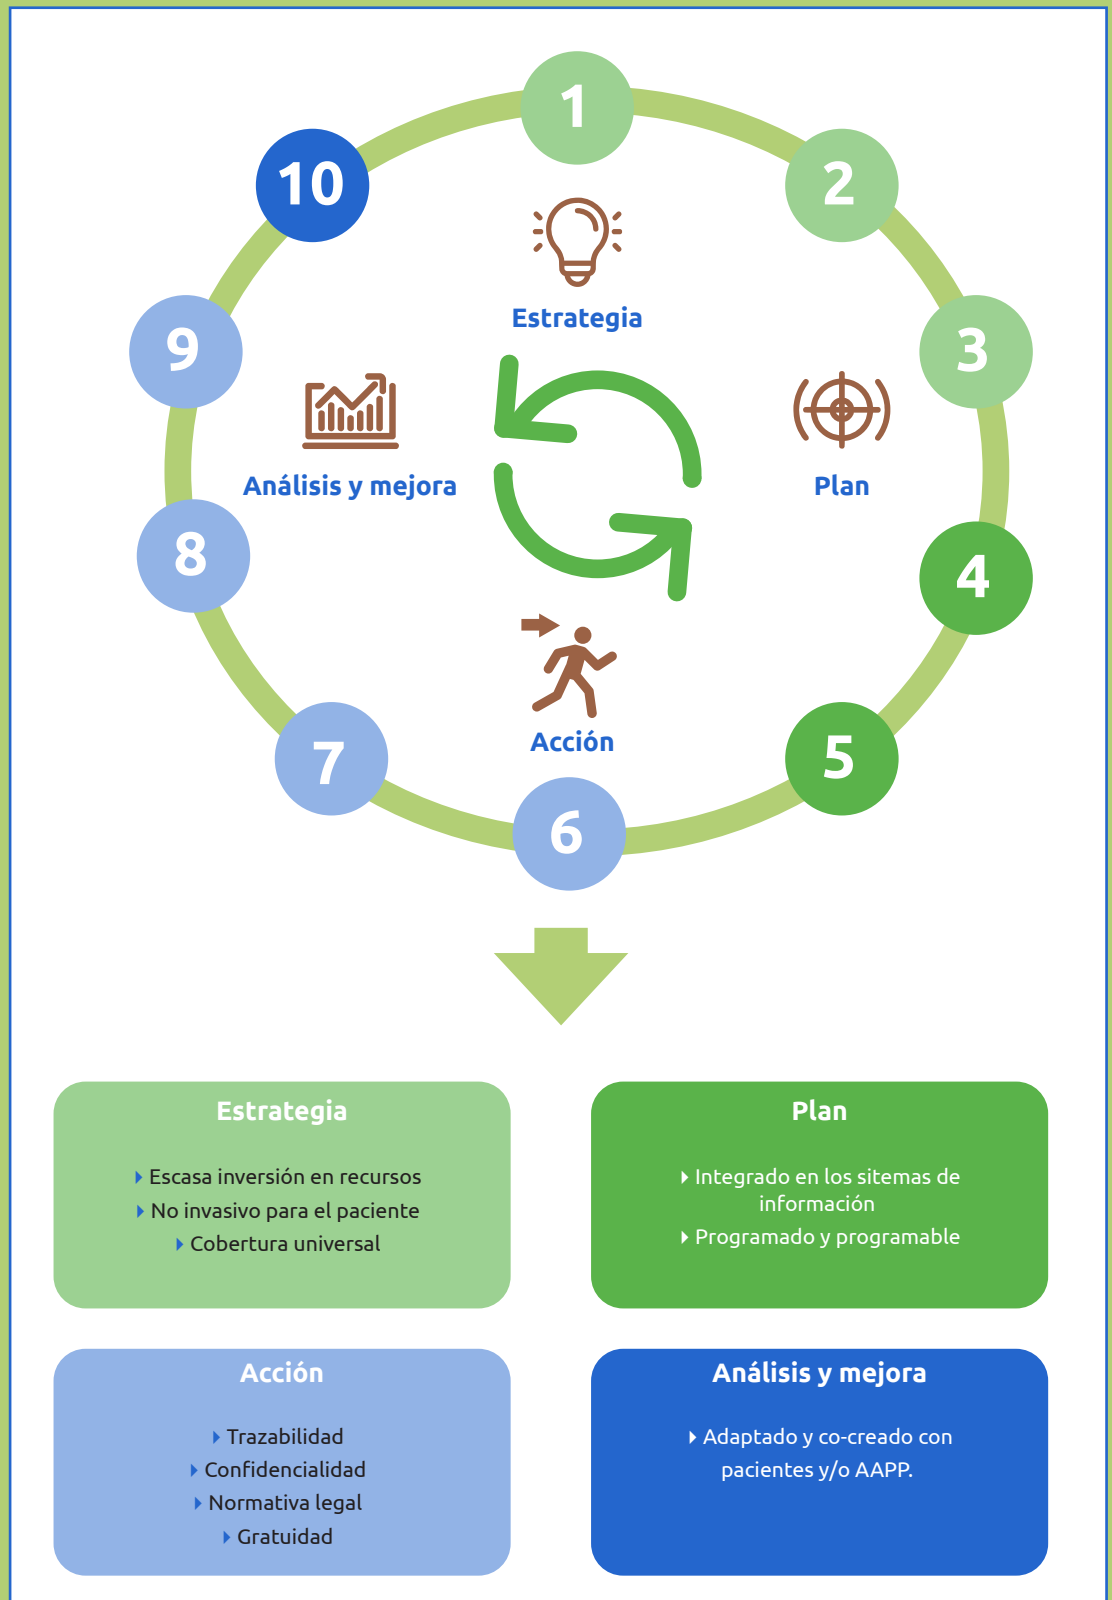 1
2
3
4
5
6
7
8
9
10
Estrategia
Plan
Acción
Análisis y mejora
Estrategia
Escasa inversión en recursos
No invasivo para el paciente
Cobertura universal
Plan
Integrado en los sitemas de
información
Programado y programable
Acción
Trazabilidad
Confidencialidad
Normativa legal
Gratuidad
Análisis y mejora
Adaptado y co-creado con
pacientes y/o AAPP.